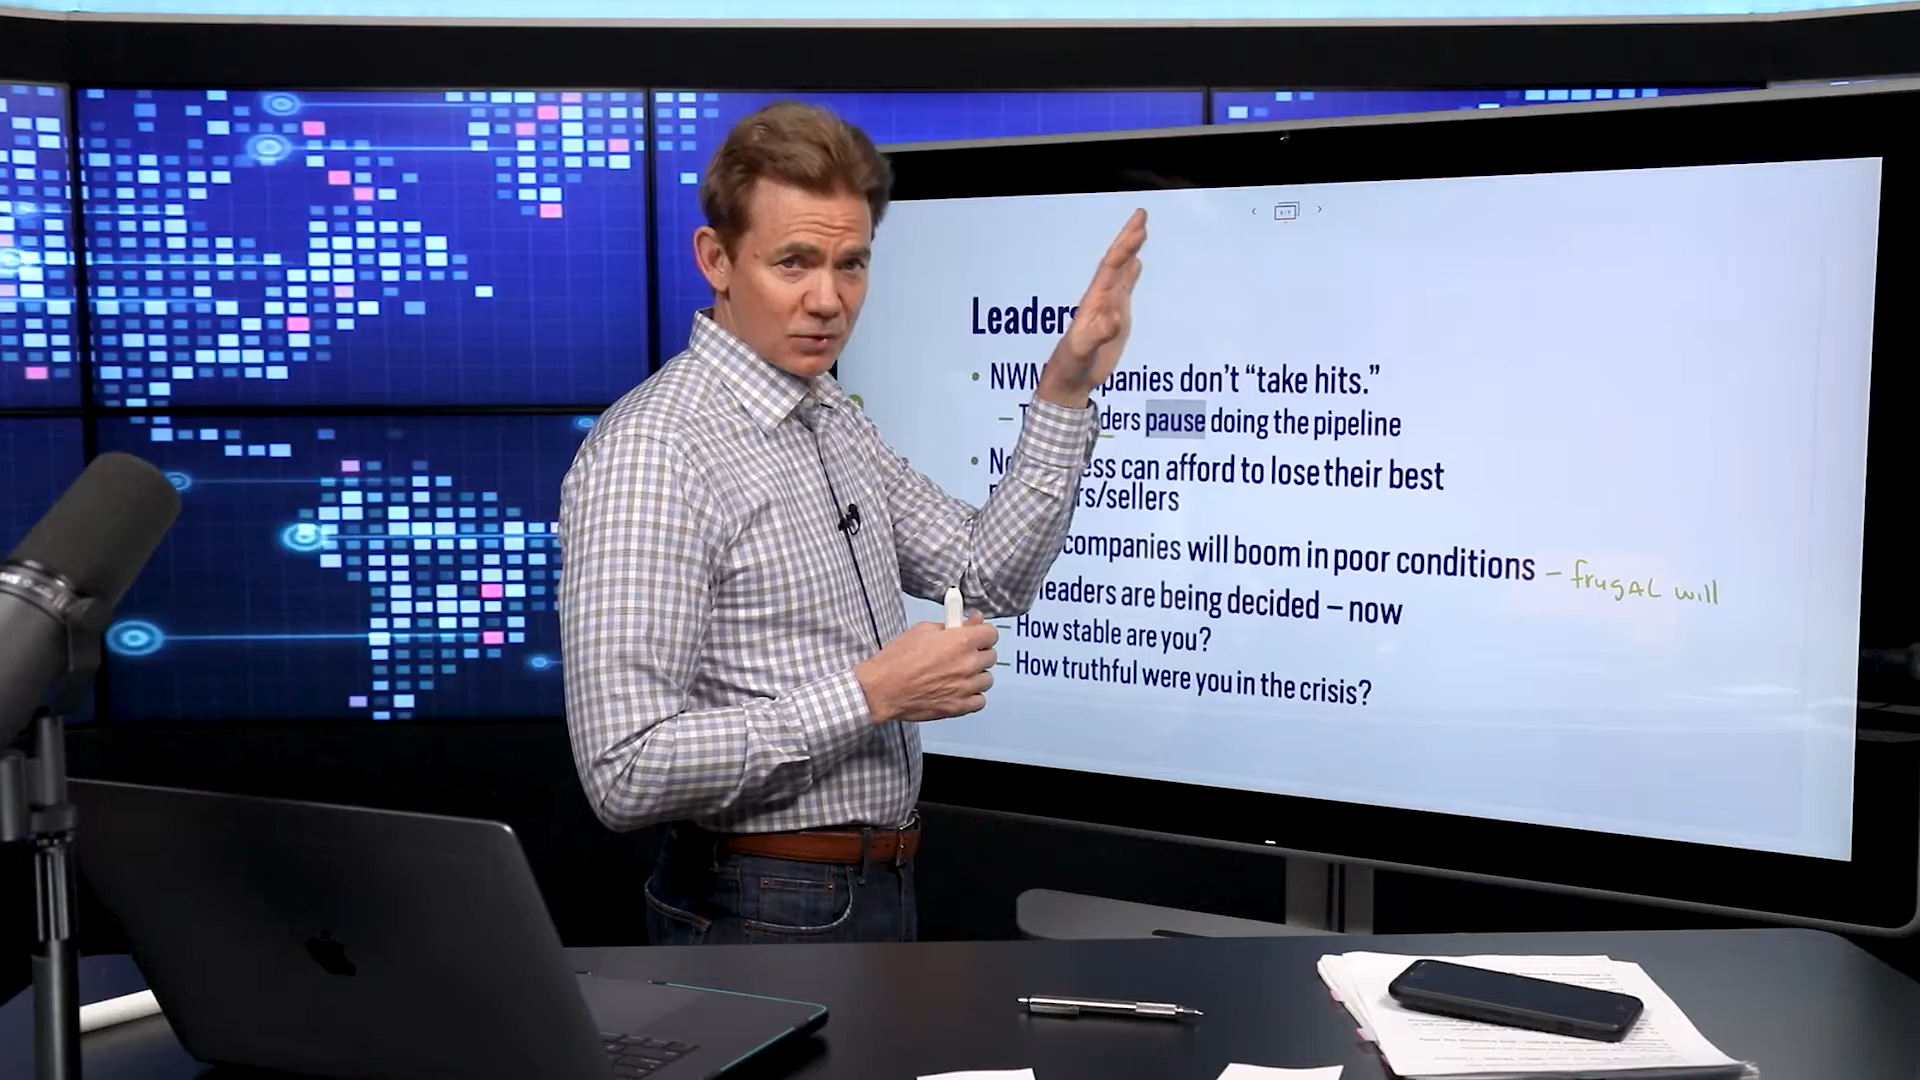 Leaders
• NWM panies don't "take hits."
– ders pause doing the pipeline
• ess can afford to lose their best
rs/sellers
companies will boom in poor conditions – frugAL will
leaders are being decided – now
– How stable are you?
– How truthful were you in the crisis?